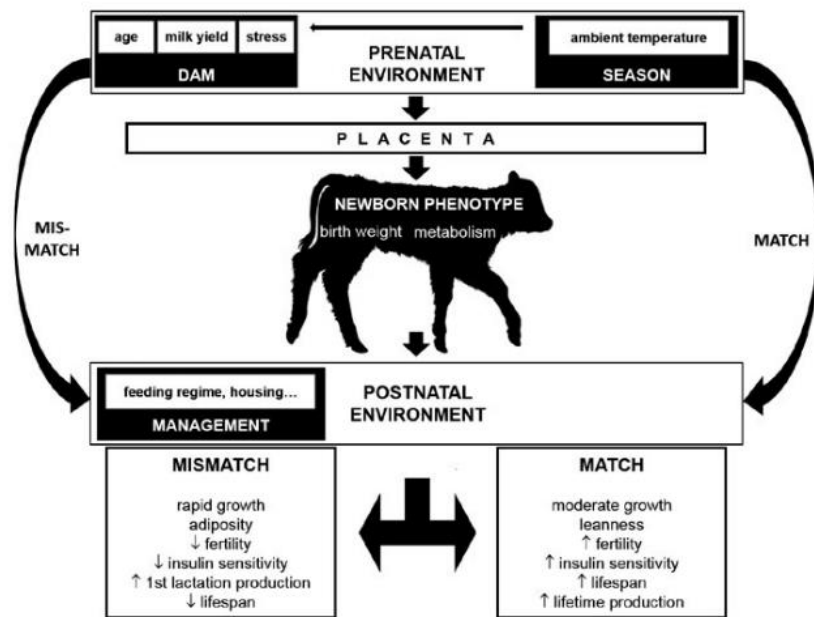 age milk yield stress
DAM
PRENATAL
ENVIRONMENT
ambient temperature
SEASON
P L A C E N T A
NEWBORN PHENOTYPE
birth weight metabolism
MIS-
MATCH
MATCH
feeding regime, housing...
MANAGEMENT
POSTNATAL
ENVIRONMENT
MISMATCH
rapid growth
adiposity
↓ fertility
↓ insulin sensitivity
↑ 1st lactation production
↓ lifespan
MATCH
moderate growth
leanness
↑ fertility
↑ insulin sensitivity
↑ lifespan
↑ lifetime production